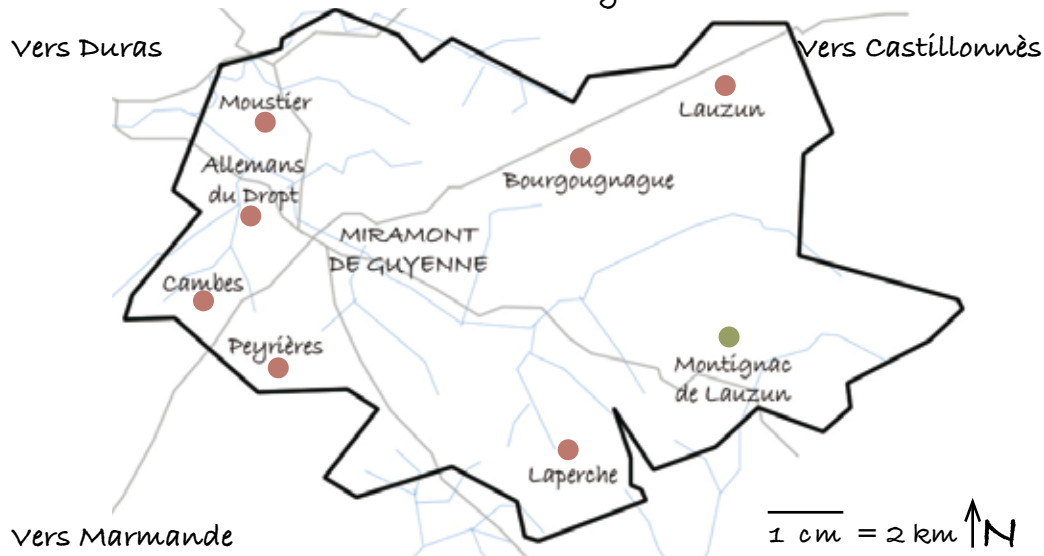 Vers Duras
Vers Castillonnès
Moustier
Lauzun
Allemans
du Dropt
Bourgougnague
MIRAMONT
DE GUYENNE
Cambes
Peyrières
Montignac
de Lauzun
Laperche
Vers Marmande
1 cm = 2 km N